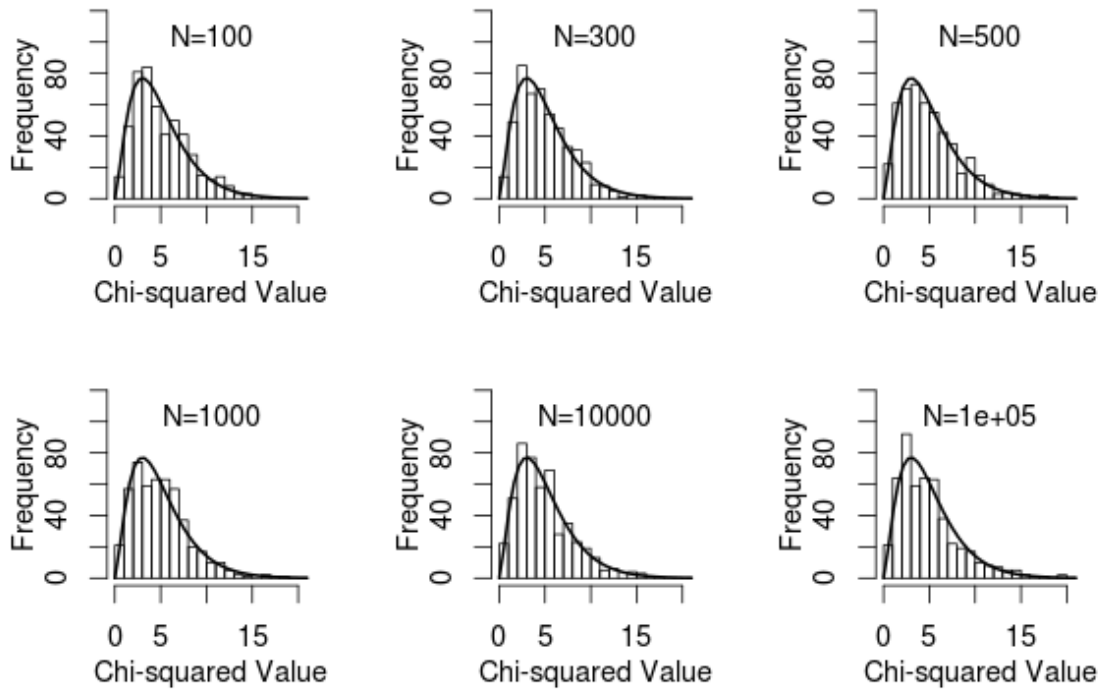 N=100
Frequency
0 40 80
0 5 15
Chi-squared Value
N=300
Frequency
0 40 80
0 5 15
Chi-squared Value
N=500
Frequency
0 40 80
0 5 15
Chi-squared Value
N=1000
Frequency
0 40 80
0 5 15
Chi-squared Value
N=10000
Frequency
0 40 80
0 5 15
Chi-squared Value
N=1e+05
Frequency
0 40 80
0 5 15
Chi-squared Value